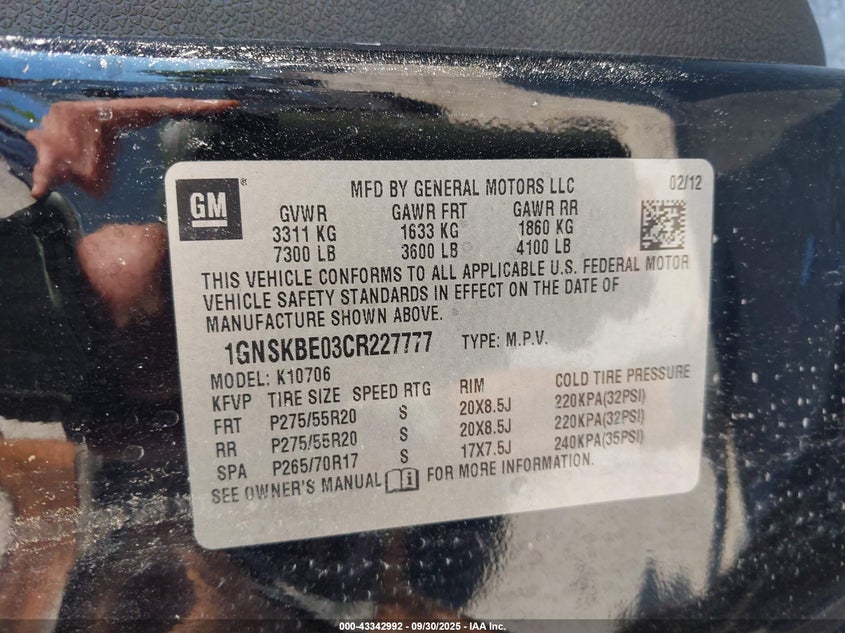 GM ®
MFD BY GENERAL MOTORS LLC 02/12
GVWR GAWR FRT GAWR RR
3311 KG 1633 KG 1860 KG
7300 LB 3600 LB 4100 LB
THIS VEHICLE CONFORMS TO ALL APPLICABLE U.S. FEDERAL MOTOR
VEHICLE SAFETY STANDARDS IN EFFECT ON THE DATE OF
MANUFACTURE SHOWN ABOVE.
1GNSKBE03CR227777 TYPE: M.P.V.
MODEL: K10706
KFVP TIRE SIZE SPEED RTG RIM COLD TIRE PRESSURE
FRT P275/55R20 S 20X8.5J 220KPA(32PSI)
RR P275/55R20 S 20X8.5J 220KPA(32PSI)
SPA P265/70R17 S 17X7.5J 240KPA(35PSI)
SEE OWNER'S MANUAL FOR MORE INFORMATION.
000-43342992 - 09/30/2025 - IAA Inc.